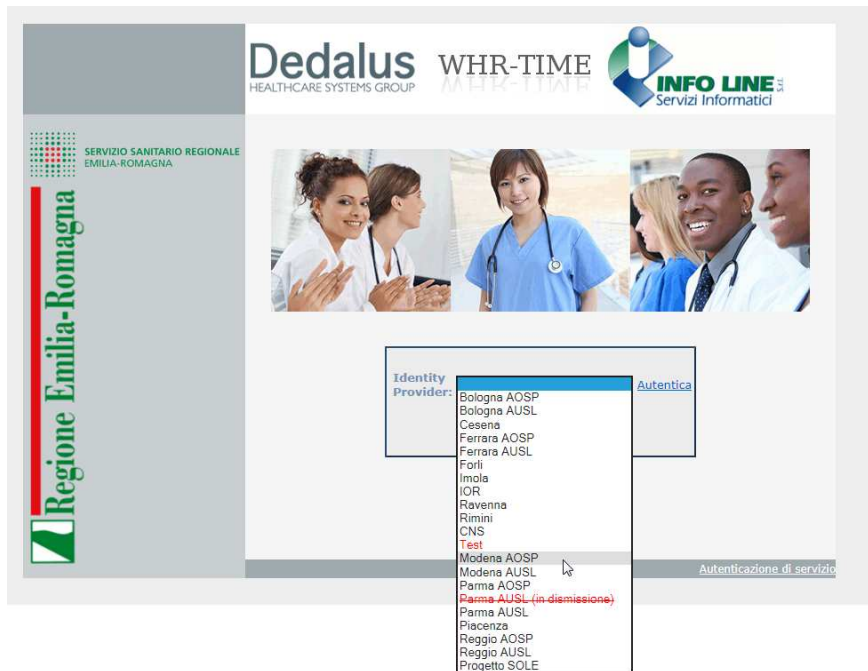 Dedalus
HEALTHCARE SYSTEMS GROUP
WHR-TIME
INFO LINE S.r.l.
Servizi Informatici
SERVIZIO SANITARIO REGIONALE
EMILIA-ROMAGNA
Regione Emilia-Romagna
Identity
Provider:
Autentica
Bologna AOSP
Bologna AUSL
Cesena
Ferrara AOSP
Ferrara AUSL
Forli
Imola
IOR
Ravenna
Rimini
CNS
Test
Modena AOSP
Modena AUSL
Parma AOSP
Parma AUSL (in dismissione)
Parma AUSL
Piacenza
Reggio AOSP
Reggio AUSL
Progetto SOLE
Autenticazione di servizio